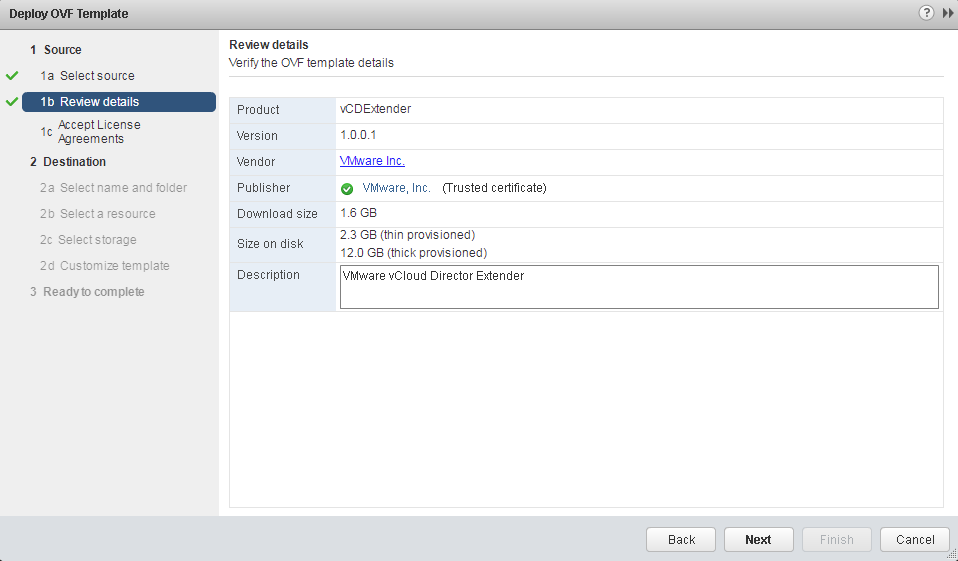 Deploy OVF Template
1 Source
1a Select source
1b Review details
1c Accept License
Agreements
2 Destination
2a Select name and folder
2b Select a resource
2c Select storage
2d Customize template
3 Ready to complete
Review details
Verify the OVF template details
Product vCDExtender
Version 1.0.0.1
Vendor VMware Inc.
Publisher VMware, Inc. (Trusted certificate)
Download size 1.6 GB
Size on disk 2.3 GB (thin provisioned)
12.0 GB (thick provisioned)
Description VMware vCloud Director Extender
Back Next Finish Cancel